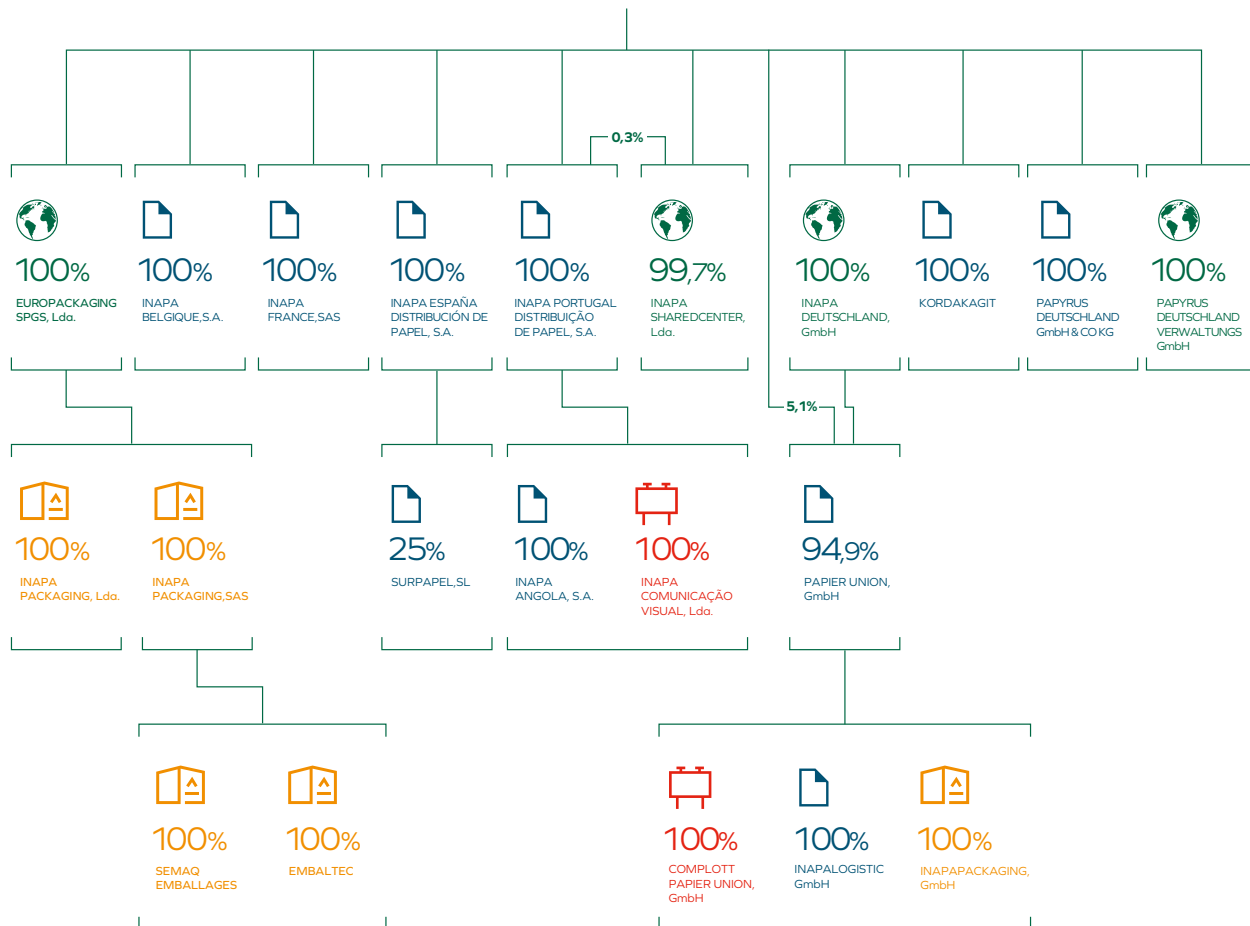 0,3%
100%
EUROPACKAGING
SPGS, Lda.
100%
INAPA
BELGIQUE,S.A.
100%
INAPA
FRANCE,SAS
100%
INAPA ESPAÑA
DISTRIBUCIÓN DE
PAPEL, S.A.
100%
INAPA PORTUGAL
DISTRIBUIÇÃO
DE PAPEL, S.A.
99,7%
INAPA
SHAREDCENTER,
Lda.
100%
INAPA
DEUTSCHLAND,
GmbH
100%
KORDAKAGIT
100%
PAPYRUS
DEUTSCHLAND
GmbH & CO KG
100%
PAPYRUS
DEUTSCHLAND
VERWALTUNGS
GmbH
5,1%
100%
INAPA
PACKAGING, Lda.
100%
INAPA
PACKAGING,SAS
25%
SURPAPEL,SL
100%
INAPA
ANGOLA, S.A.
100%
INAPA
COMUNICAÇÃO
VISUAL, Lda.
94,9%
PAPIER UNION,
GmbH
100%
SEMAQ
EMBALLAGES
100%
EMBALTEC
100%
COMPLOTT
PAPIER UNION,
GmbH
100%
INAPALOGISTIC
GmbH
100%
INAPAPACKAGING,
GmbH